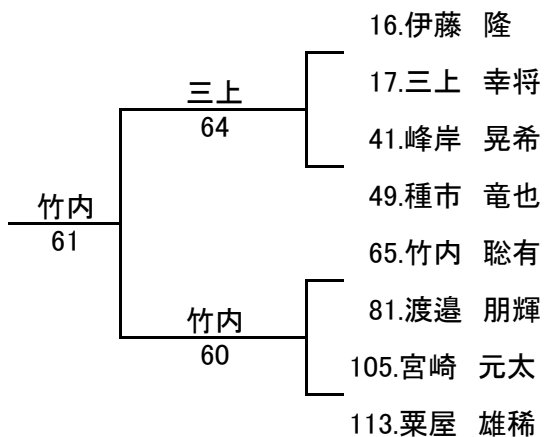 16.伊藤 隆
三上
17.三上 幸将
64
41.峰岸 晃希
49.種市 竜也
竹内
61
65.竹内 聡有
竹内
81.渡邉 朋輝
60
105.宮崎 元太
113.粟屋 雄稀